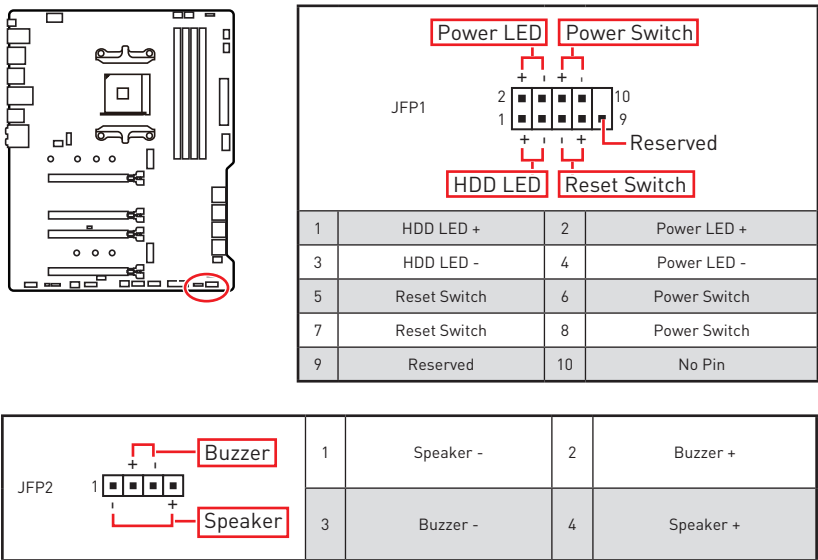 Power LED Power Switch
+ - + -
2 10
JFP1
1 9
+ - - +
Reserved
HDD LED Reset Switch
1 HDD LED + 2 Power LED +
3 HDD LED - 4 Power LED -
5 Reset Switch 6 Power Switch
7 Reset Switch 8 Power Switch
9 Reserved 10 No Pin
Buzzer
+ -
JFP2 1
- +
Speaker
1 Speaker - 2 Buzzer +
3 Buzzer - 4 Speaker +